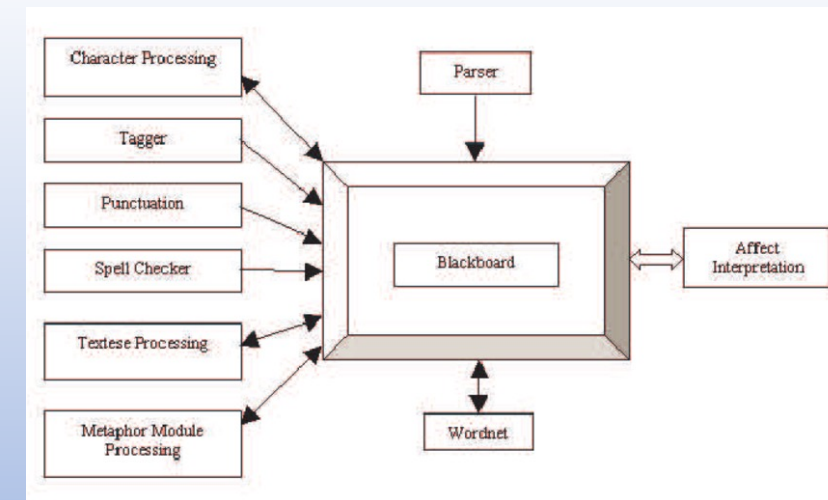 Character Processing
Parser
Tagger
Punctuation
Spell Checker
Blackboard
Affect
Interpretation
Textese Processing
Metaphor Module
Processing
Wordnet